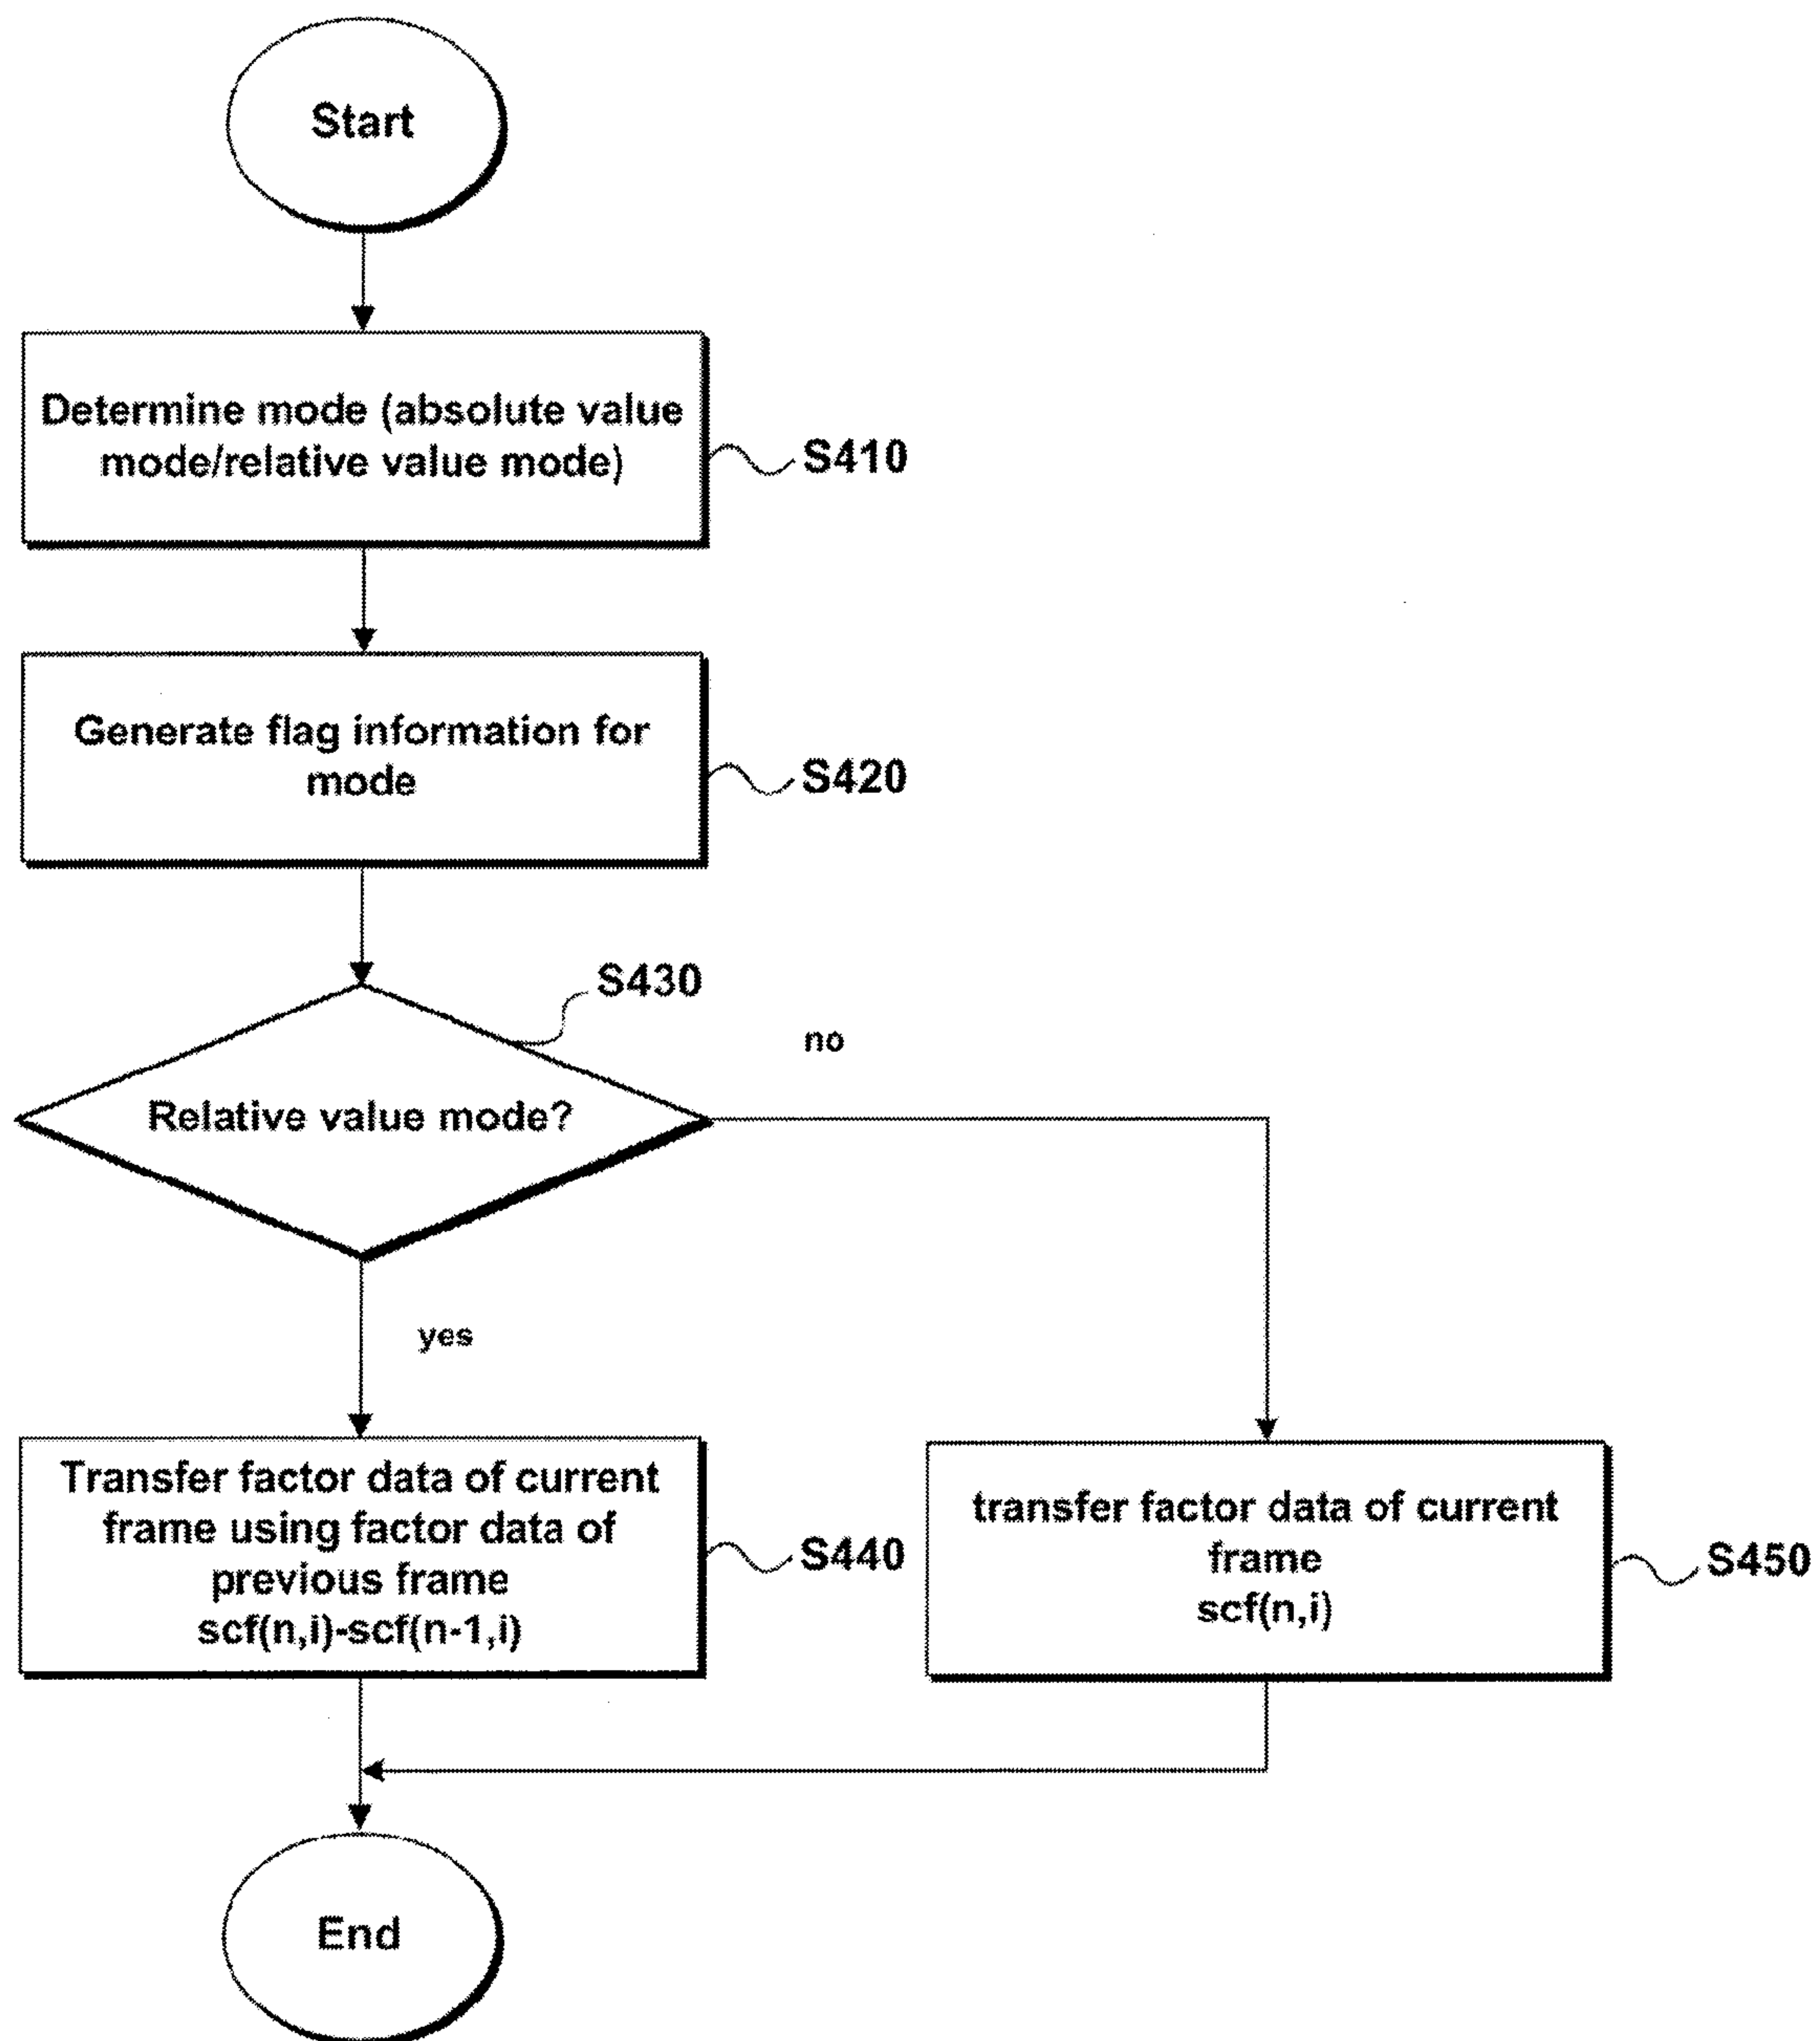 Start
Determine mode (absolute value
mode/relative value mode)
S410
Generate flag information for
mode
S420
S430
no
Relative value mode?
yes
Transfer factor data of current
frame using factor data of
previous frame
scf(n,i)-scf(n-1,i)
S440
transfer factor data of current
frame
scf(n,i)
S450
End